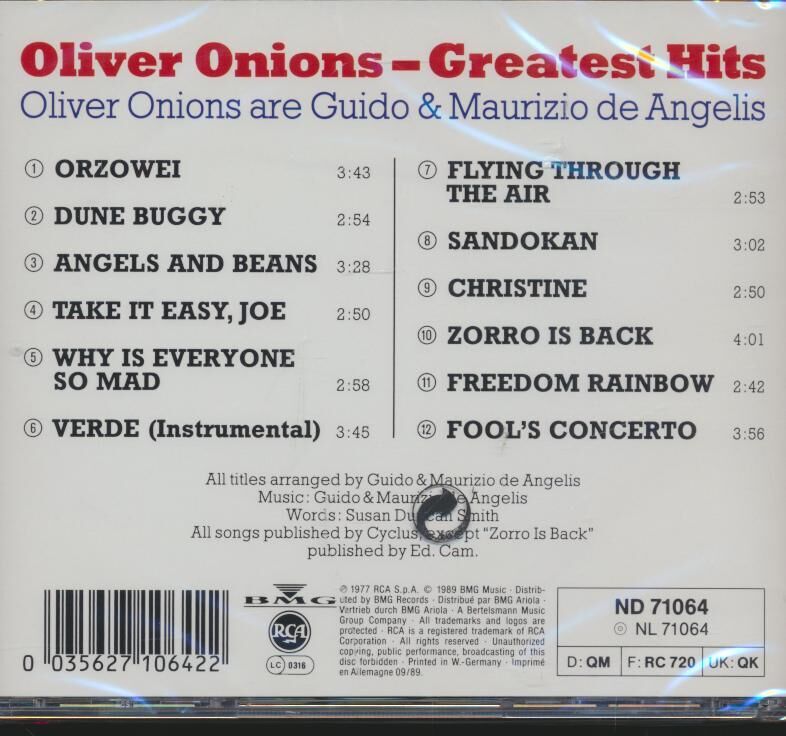 Oliver Onions – Greatest Hits
Oliver Onions are Guido & Maurizio de Angelis
① ORZOWEI 3:43
② DUNE BUGGY 2:54
③ ANGELS AND BEANS 3:28
④ TAKE IT EASY, JOE 2:50
⑤ WHY IS EVERYONE
SO MAD 2:58
⑥ VERDE (Instrumental) 3:45
⑦ FLYING THROUGH
THE AIR 2:53
⑧ SANDOKAN 3:02
⑨ CHRISTINE 2:50
⑩ ZORRO IS BACK 4:01
⑪ FREEDOM RAINBOW 2:42
⑫ FOOL'S CONCERTO 3:56
All titles arranged by Guido & Maurizio de Angelis
Music: Guido & Maurizio de Angelis
Words: Susan Duncan Smith
All songs published by Cyclus, except "Zorro Is Back"
published by Ed. Cam.
0 035627 106422
BMG
RCA
LC 0316
℗ 1977 RCA S.p.A. © 1989 BMG Music · Distrib-
uted by BMG Records · Distribué par BMG Ariola ·
Vertrieb durch BMG Ariola · A Bertelsmann Music
Group Company · All trademarks and logos are
protected · RCA is a registered trademark of RCA
Corporation · All rights reserved · Unauthorized
copying, public performance, broadcasting of this
disc forbidden · Printed in W.-Germany · Imprimé
en Allemagne 09/89.
ND 71064
NL 71064
D: QM F: RC 720 UK: QK